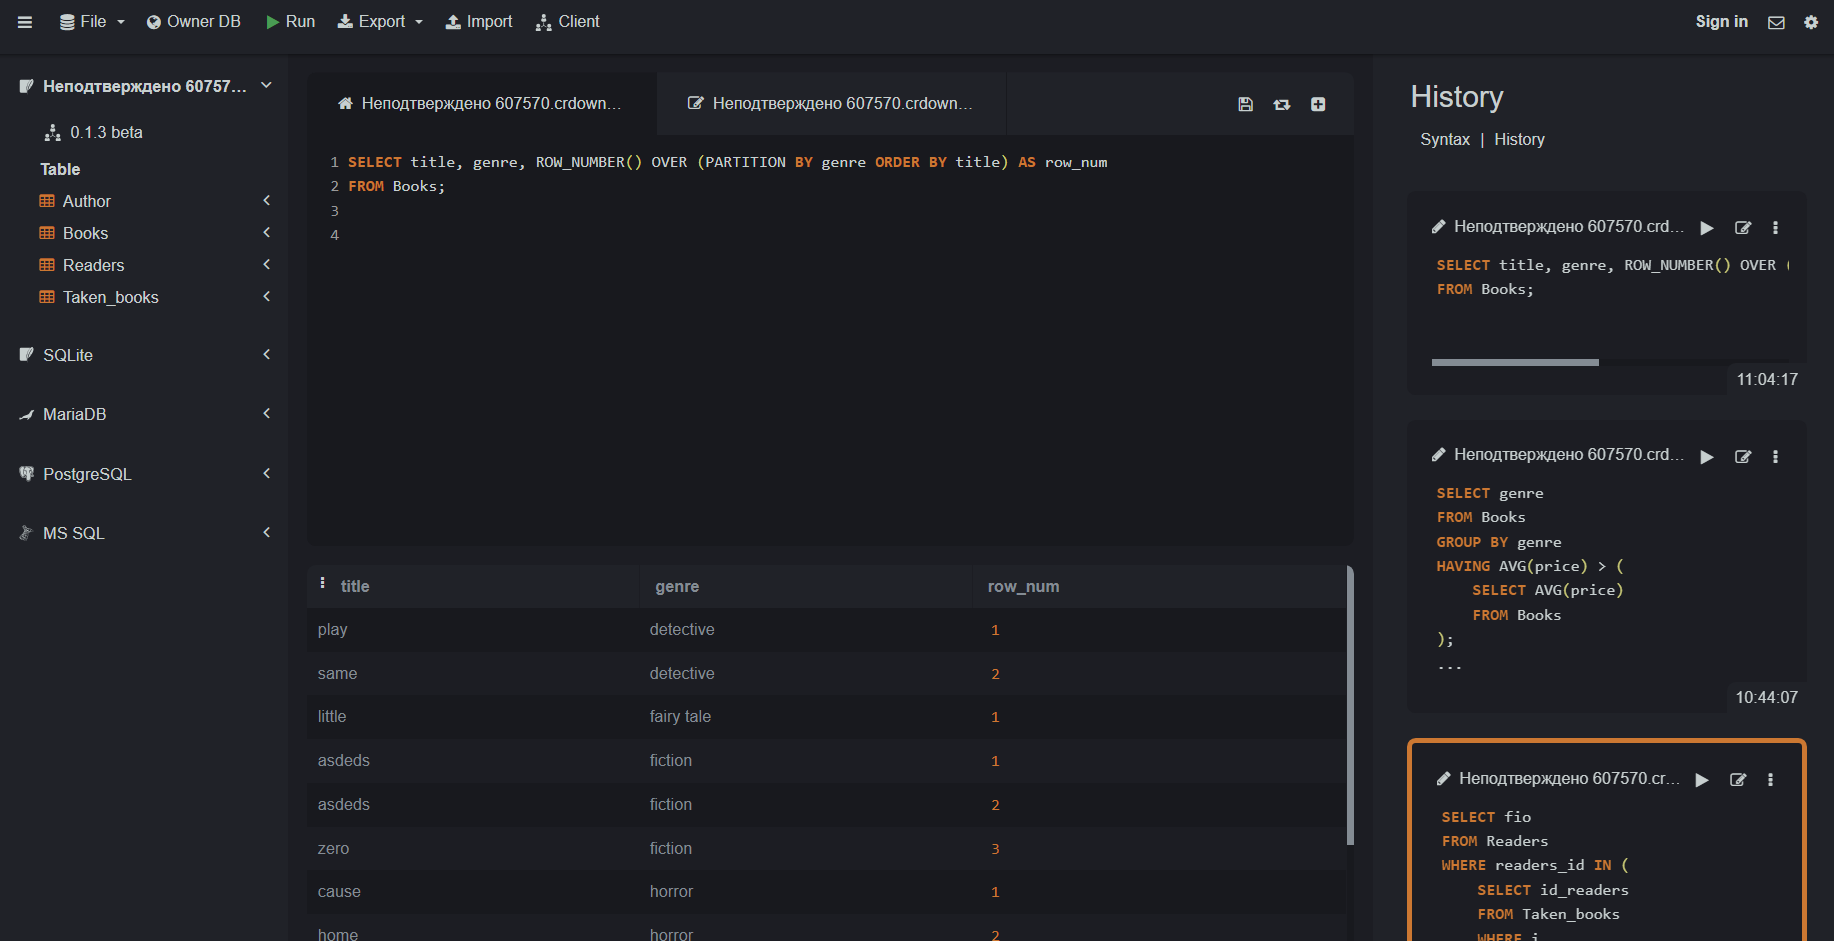 File
Owner DB
Run
Export
Import
Client
Sign in
Неподтверждено 60757...
0.1.3 beta
Table
Author
Books
Readers
Taken_books
SQLite
MariaDB
PostgreSQL
MS SQL
Неподтверждено 607570.crdown...
Неподтверждено 607570.crdown...
1 SELECT title, genre, ROW_NUMBER() OVER (PARTITION BY genre ORDER BY title) AS row_num
2 FROM Books;
3
4
title genre row_num
play detective 1
same detective 2
little fairy tale 1
asdeds fiction 1
asdeds fiction 2
zero fiction 3
cause horror 1
home horror 2
History
Syntax | History
Неподтверждено 607570.crd...
SELECT title, genre, ROW_NUMBER() OVER (
FROM Books;
11:04:17
Неподтверждено 607570.crd...
SELECT genre
FROM Books
GROUP BY genre
HAVING AVG(price) > (
SELECT AVG(price)
FROM Books
);
...
10:44:07
Неподтверждено 607570.cr...
SELECT fio
FROM Readers
WHERE readers_id IN (
SELECT id_readers
FROM Taken_books
WHERE i